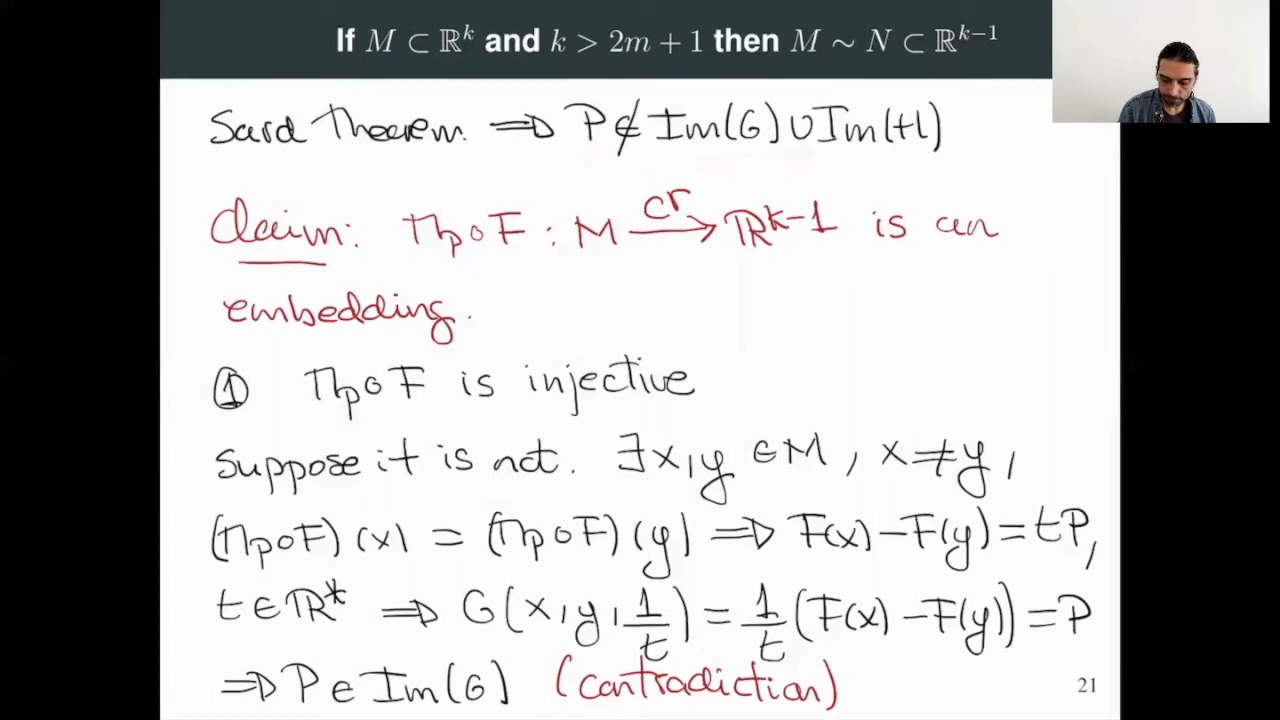 If M ⊂ ℝ^k and k > 2m + 1 then M ∼ N ⊂ ℝ^{k−1}
Sard Theorem. ⇒ P ∉ Im(G) ∪ Im(H)
Claim: Π_P ∘ F : M →^{C^r} ℝ^{k-1} is an
embedding.
① Π_P ∘ F is injective
suppose it is not. ∃ x, y ∈ M, x ≠ y,
(Π_P ∘ F)(x) = (Π_P ∘ F)(y) ⇒ F(x) - F(y) = tP,
t ∈ ℝ* ⇒ G(x, y, 1/t) = 1/t (F(x) - F(y)) = P
⇒ P ∈ Im(G) (contradiction)
21